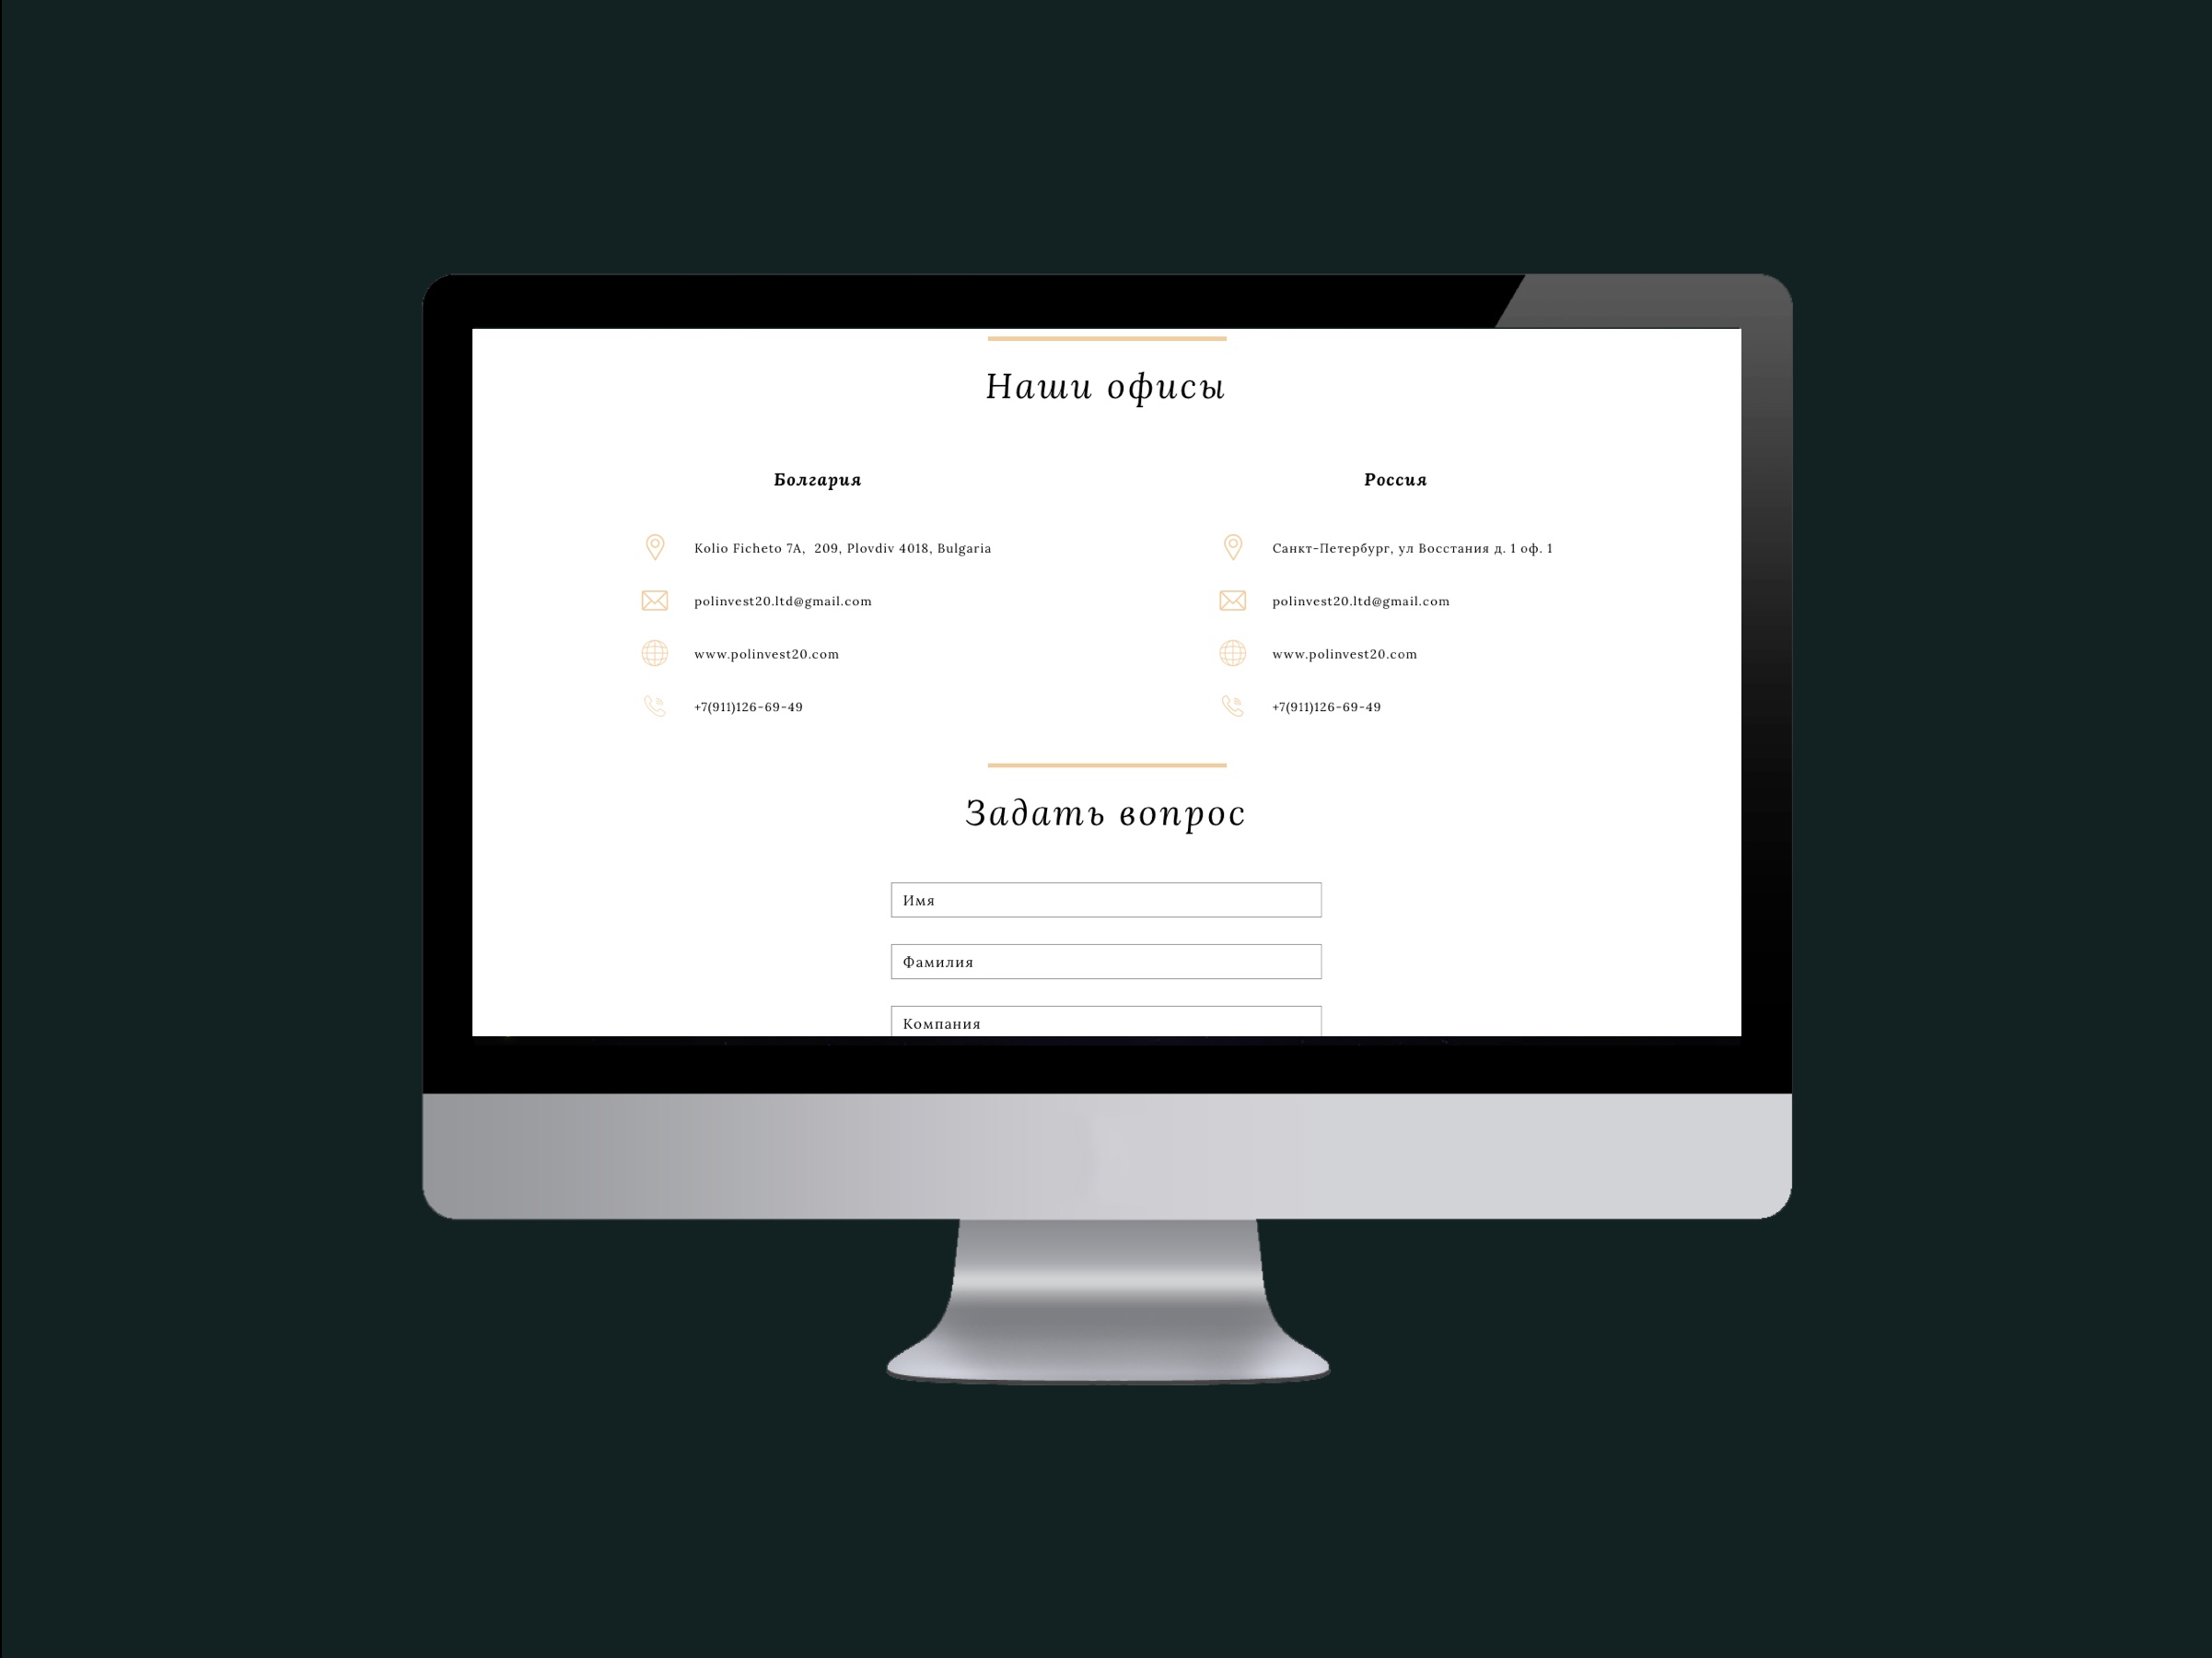 Наши офисы
Болгария
Kolio Ficheto 7A,  209, Plovdiv 4018, Bulgaria
polinvest20.ltd@gmail.com
www.polinvest20.com
+7(911)126-69-49
Россия
Санкт-Петербург, ул Восстания д. 1 оф. 1
polinvest20.ltd@gmail.com
www.polinvest20.com
+7(911)126-69-49
Задать вопрос
Имя
Фамилия
Компания